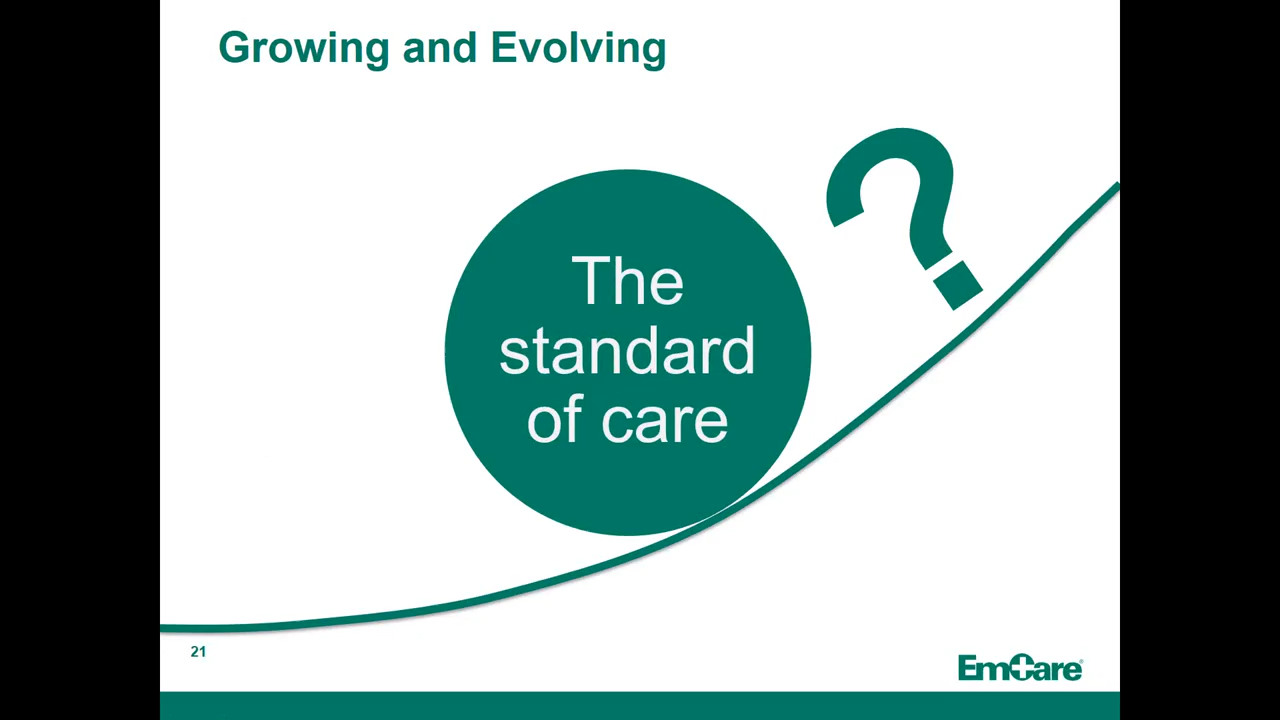 Growing and Evolving
?
The
standard
of care
21
EmCare®